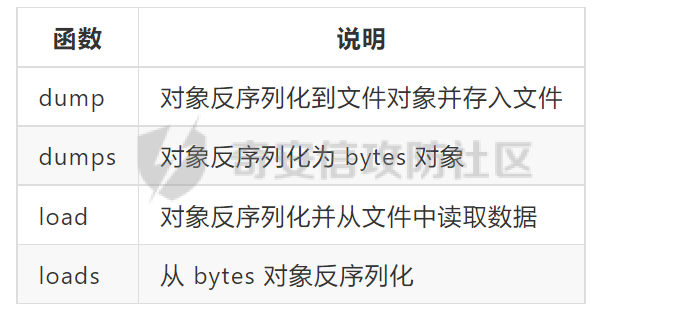 函数 说明
dump 对象反序列化到文件对象并存入文件
dumps 对象反序列化为 bytes 对象
奇安信攻防社区
load 对象反序列化并从文件中读取数据
loads 从 bytes 对象反序列化